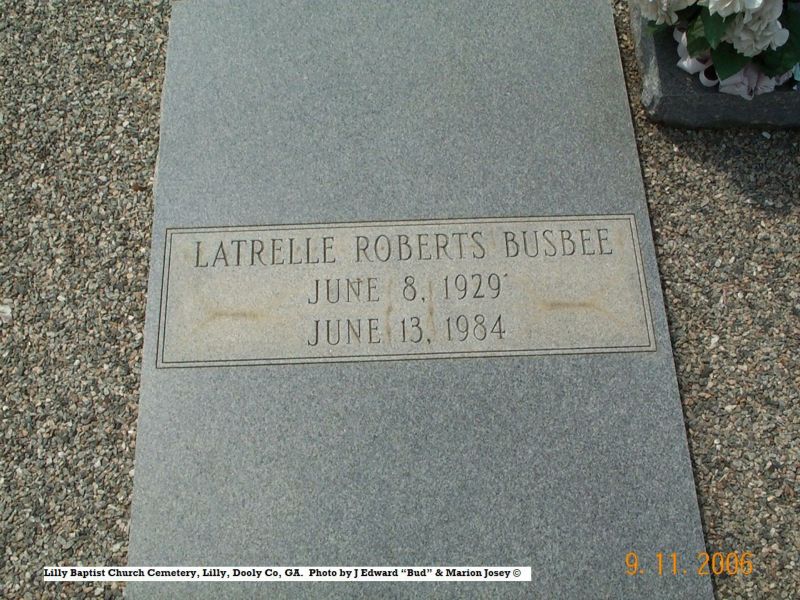 LATRELLE ROBERTS BUSBEE
JUNE 8, 1929
JUNE 13, 1984
Lilly Baptist Church Cemetery, Lilly, Dooly Co, GA. Photo by J Edward “Bud” & Marion Josey ©
9.11.2006